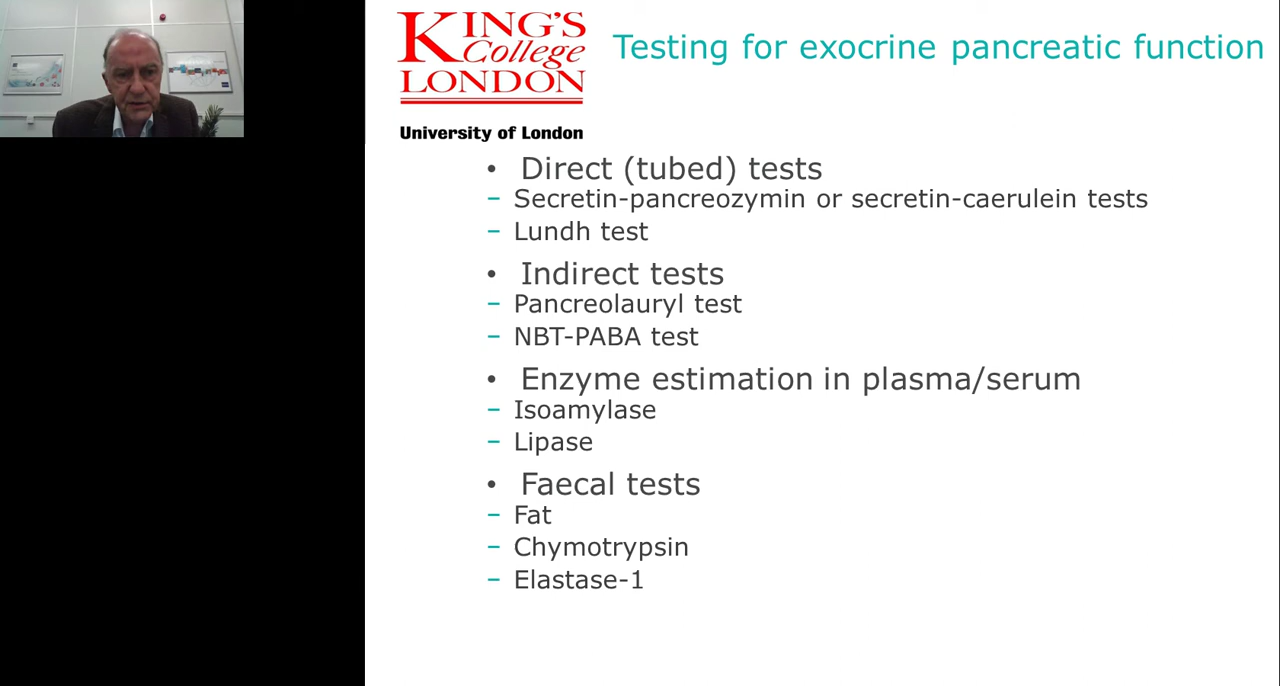 KING'S
College
LONDON
University of London
Testing for exocrine pancreatic function
• Direct (tubed) tests
– Secretin-pancreozymin or secretin-caerulein tests
– Lundh test
• Indirect tests
– Pancreolauryl test
– NBT-PABA test
• Enzyme estimation in plasma/serum
– Isoamylase
– Lipase
• Faecal tests
– Fat
– Chymotrypsin
– Elastase-1